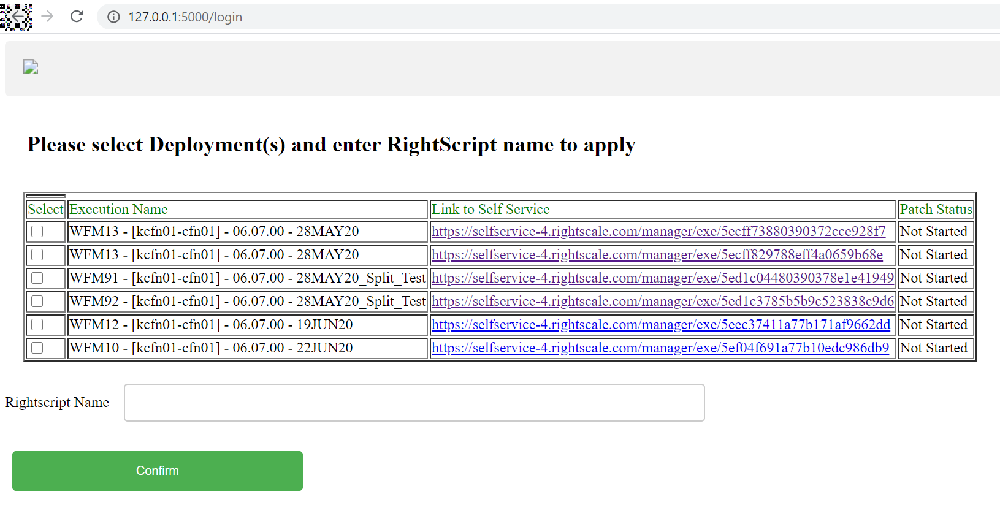 127.0.0.1:5000/login
Please select Deployment(s) and enter RightScript name to apply
Select Execution Name Link to Self Service Patch Status
WFM13 - [kcfn01-cfn01] - 06.07.00 - 28MAY20 https://selfservice-4.rightscale.com/manager/exe/5ecff73880390372cce928f7 Not Started
WFM13 - [kcfn01-cfn01] - 06.07.00 - 28MAY20 https://selfservice-4.rightscale.com/manager/exe/5ecff829788eff4a0659b68e Not Started
WFM91 - [kcfn01-cfn01] - 06.07.00 - 28MAY20_Split_Test https://selfservice-4.rightscale.com/manager/exe/5ed1c04480390378e1e41949 Not Started
WFM92 - [kcfn01-cfn01] - 06.07.00 - 28MAY20_Split_Test https://selfservice-4.rightscale.com/manager/exe/5ed1c3785b5b9c523838c9d6 Not Started
WFM12 - [kcfn01-cfn01] - 06.07.00 - 19JUN20 https://selfservice-4.rightscale.com/manager/exe/5eec37411a77b171af9662dd Not Started
WFM10 - [kcfn01-cfn01] - 06.07.00 - 22JUN20 https://selfservice-4.rightscale.com/manager/exe/5ef04f691a77b10edc986db9 Not Started
Rightscript Name
Confirm